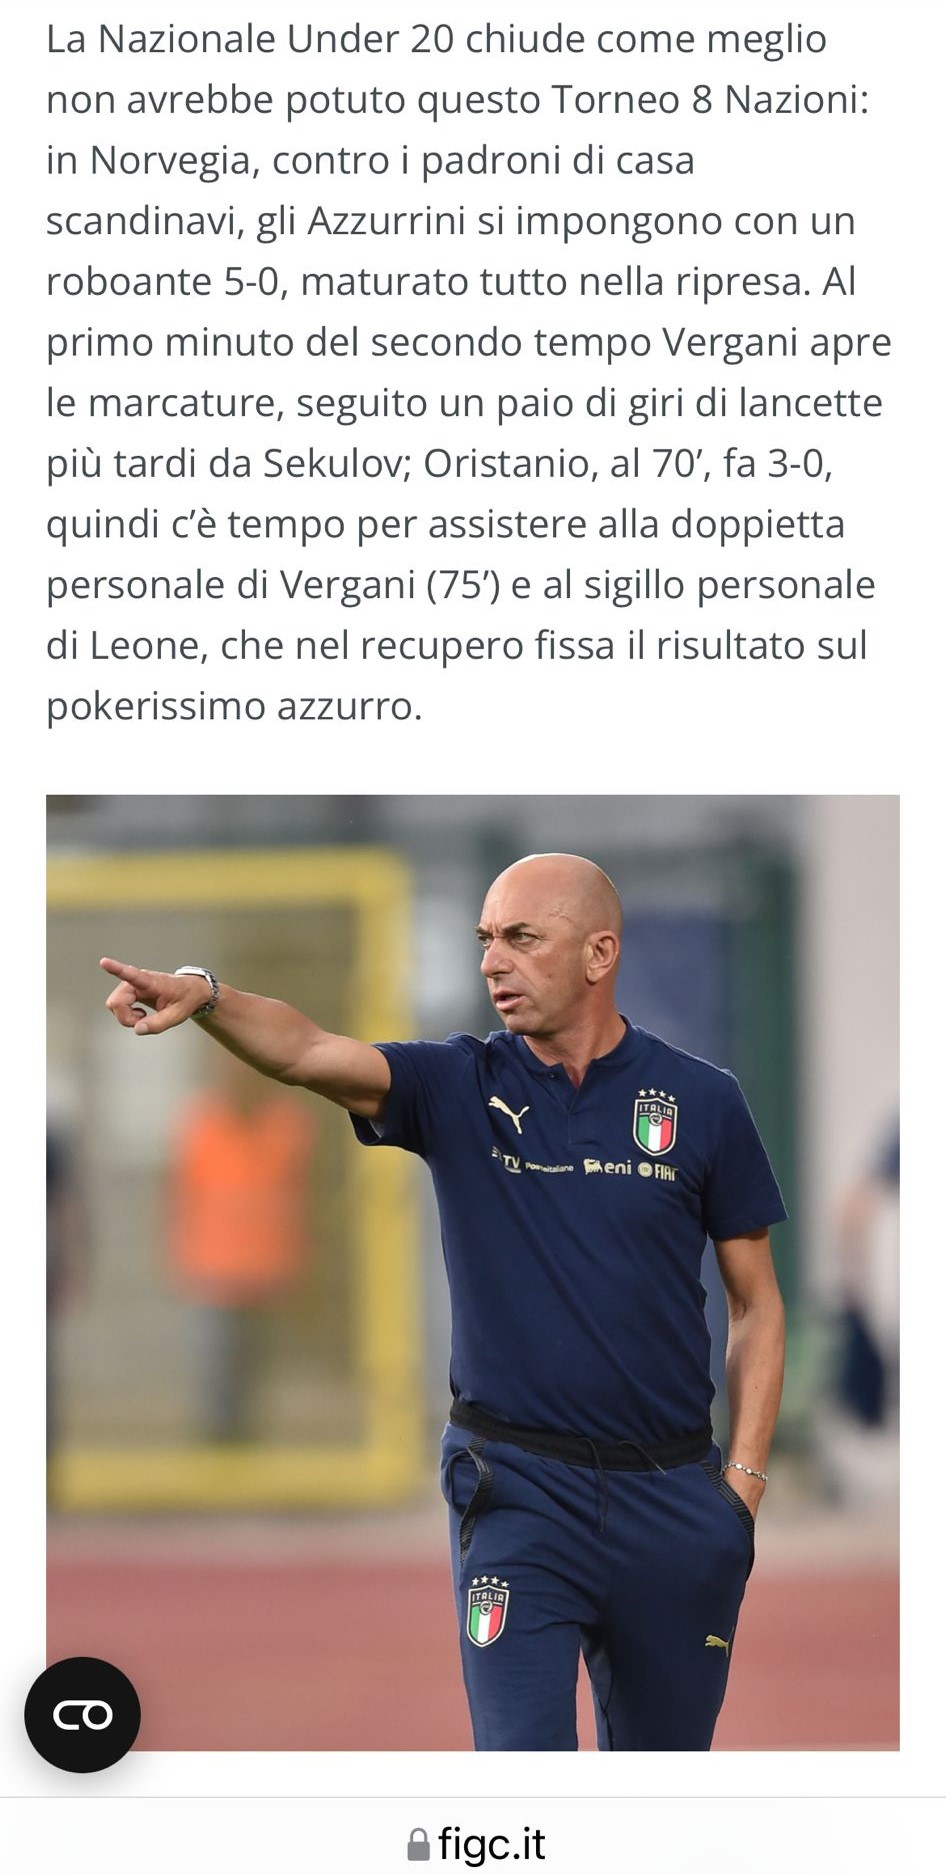 La Nazionale Under 20 chiude come meglio
non avrebbe potuto questo Torneo 8 Nazioni:
in Norvegia, contro i padroni di casa
scandinavi, gli Azzurrini si impongono con un
roboante 5-0, maturato tutto nella ripresa. Al
primo minuto del secondo tempo Vergani apre
le marcature, seguito un paio di giri di lancette
più tardi da Sekulov; Oristanio, al 70’, fa 3-0,
quindi c’è tempo per assistere alla doppietta
personale di Vergani (75’) e al sigillo personale
di Leone, che nel recupero fissa il risultato sul
pokerissimo azzurro.
ITALIA
TV Posteitaliane eni FIAT
ITALIA
figc.it